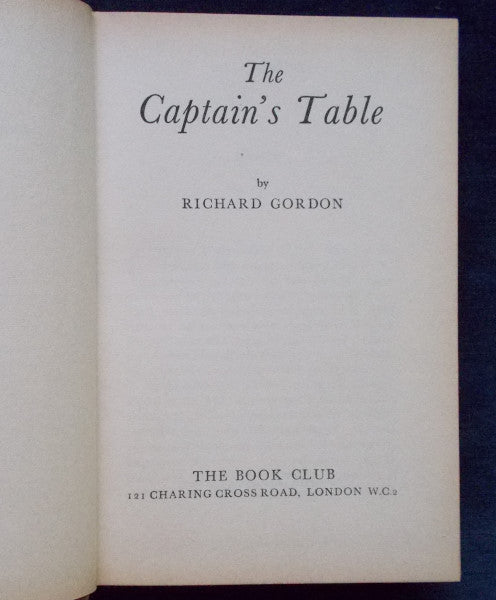 The
Captain's Table
by
RICHARD GORDON
THE BOOK CLUB
121 CHARING CROSS ROAD, LONDON W.C.2